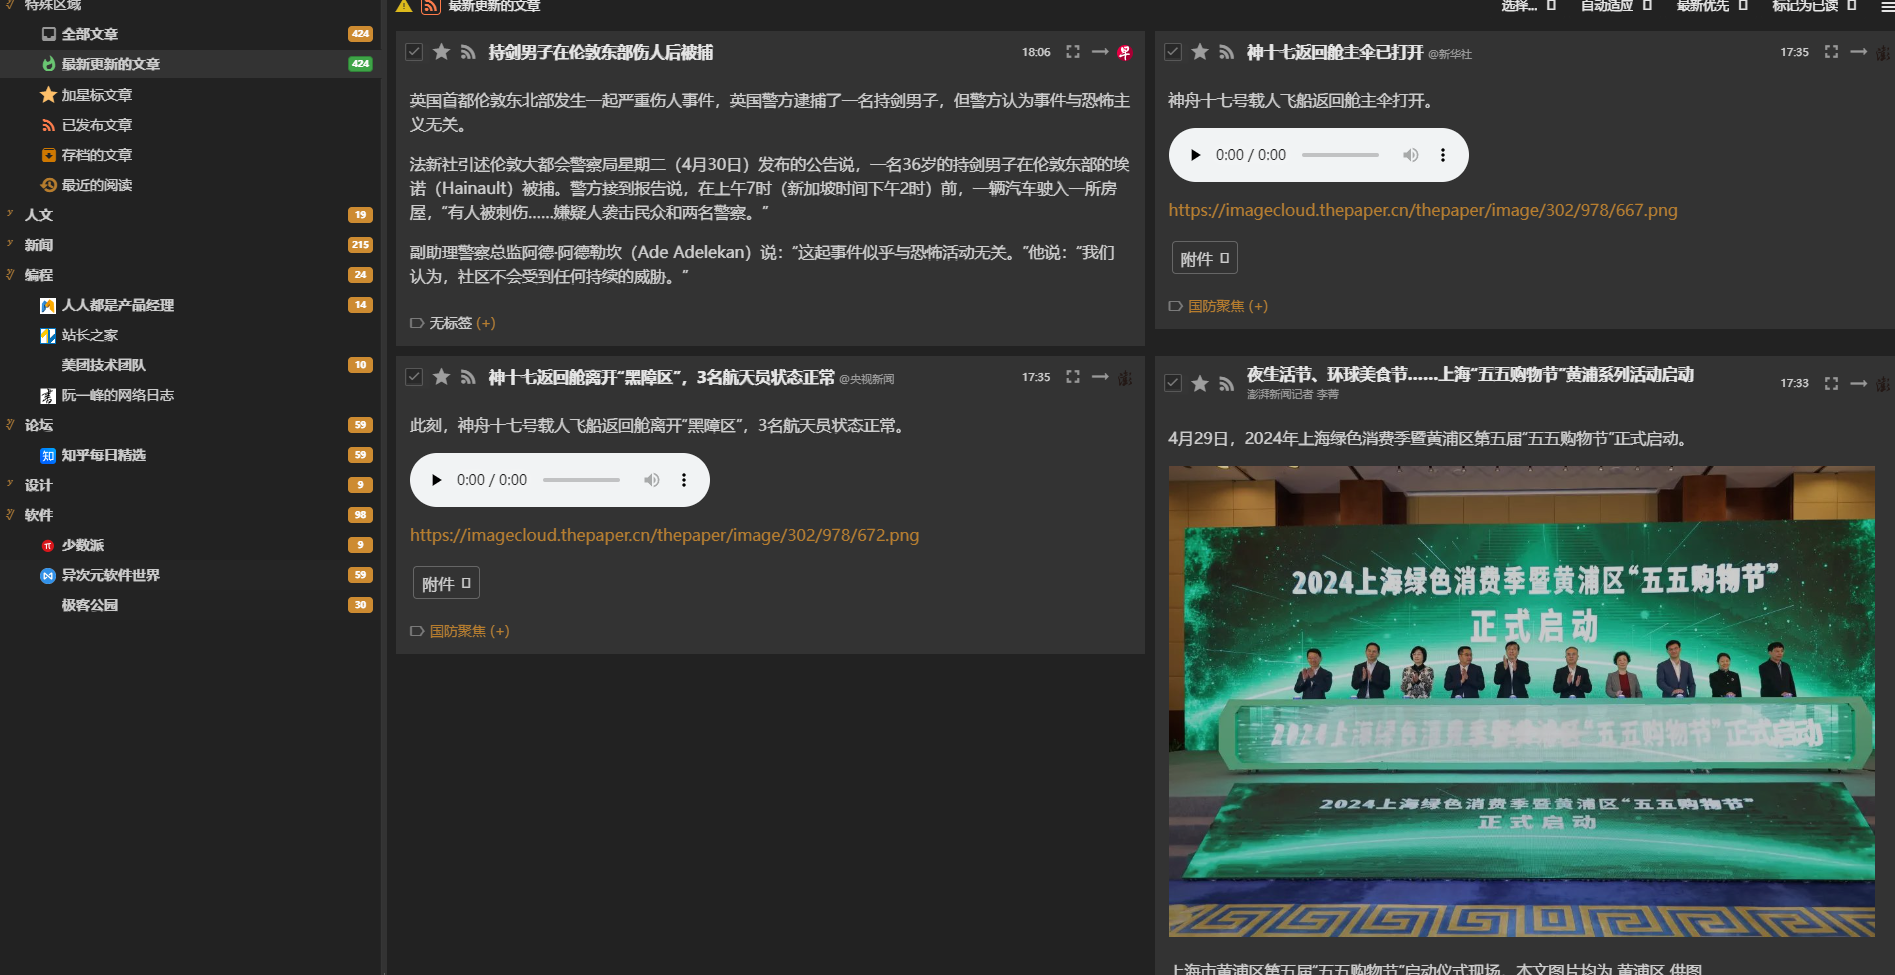 特殊区域
全部文章 424
最新更新的文章 424
加星标文章
已发布文章
存档的文章
最近的阅读
人文 19
新闻 215
编程 24
人人都是产品经理 14
站长之家
美团技术团队 10
阮一峰的网络日志
论坛 59
知乎每日精选 59
设计 9
软件 98
少数派 9
异次元软件世界 59
极客公园 30
最新更新的文章
选择... 自动适应 最新优先 标记为已读
持剑男子在伦敦东部伤人后被捕 18:06 早
英国首都伦敦东北部发生一起严重伤人事件，英国警方逮捕了一名持剑男子，但警方认为事件与恐怖主
义无关。
法新社引述伦敦大都会警察局星期二（4月30日）发布的公告说，一名36岁的持剑男子在伦敦东部的埃
诺（Hainault）被捕。警方接到报告说，在上午7时（新加坡时间下午2时）前，一辆汽车驶入一所房
屋，“有人被刺伤……嫌疑人袭击民众和两名警察。”
副助理警察总监阿德·阿德勒坎（Ade Adelekan）说：“这起事件似乎与恐怖活动无关。”他说：“我们
认为，社区不会受到任何持续的威胁。”
无标签 (+)
神十七返回舱主伞已打开 @新华社 17:35
神舟十七号载人飞船返回舱主伞打开。
0:00 / 0:00
https://imagecloud.thepaper.cn/thepaper/image/302/978/667.png
附件
国防聚焦 (+)
神十七返回舱离开“黑障区”，3名航天员状态正常 @央视新闻 17:35
此刻，神舟十七号载人飞船返回舱离开“黑障区”，3名航天员状态正常。
0:00 / 0:00
https://imagecloud.thepaper.cn/thepaper/image/302/978/672.png
附件
国防聚焦 (+)
夜生活节、环球美食节……上海“五五购物节”黄浦系列活动启动 17:33
澎湃新闻记者 李菁
4月29日，2024年上海绿色消费季暨黄浦区第五届“五五购物节”正式启动。
2024上海绿色消费季暨黄浦区“五五购物节”
正式启动
2024上海绿色消费季暨黄浦区“五五购物节”正式启动
2024上海绿色消费季暨黄浦区“五五购物节”
正式启动
上海市黄浦区第五届“五五购物节”启动仪式现场。本文图片均为 黄浦区 供图